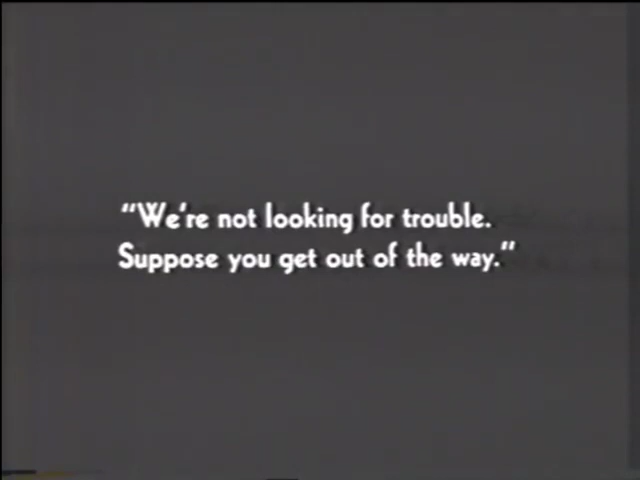 “We're not looking for trouble.
Suppose you get out of the way.”